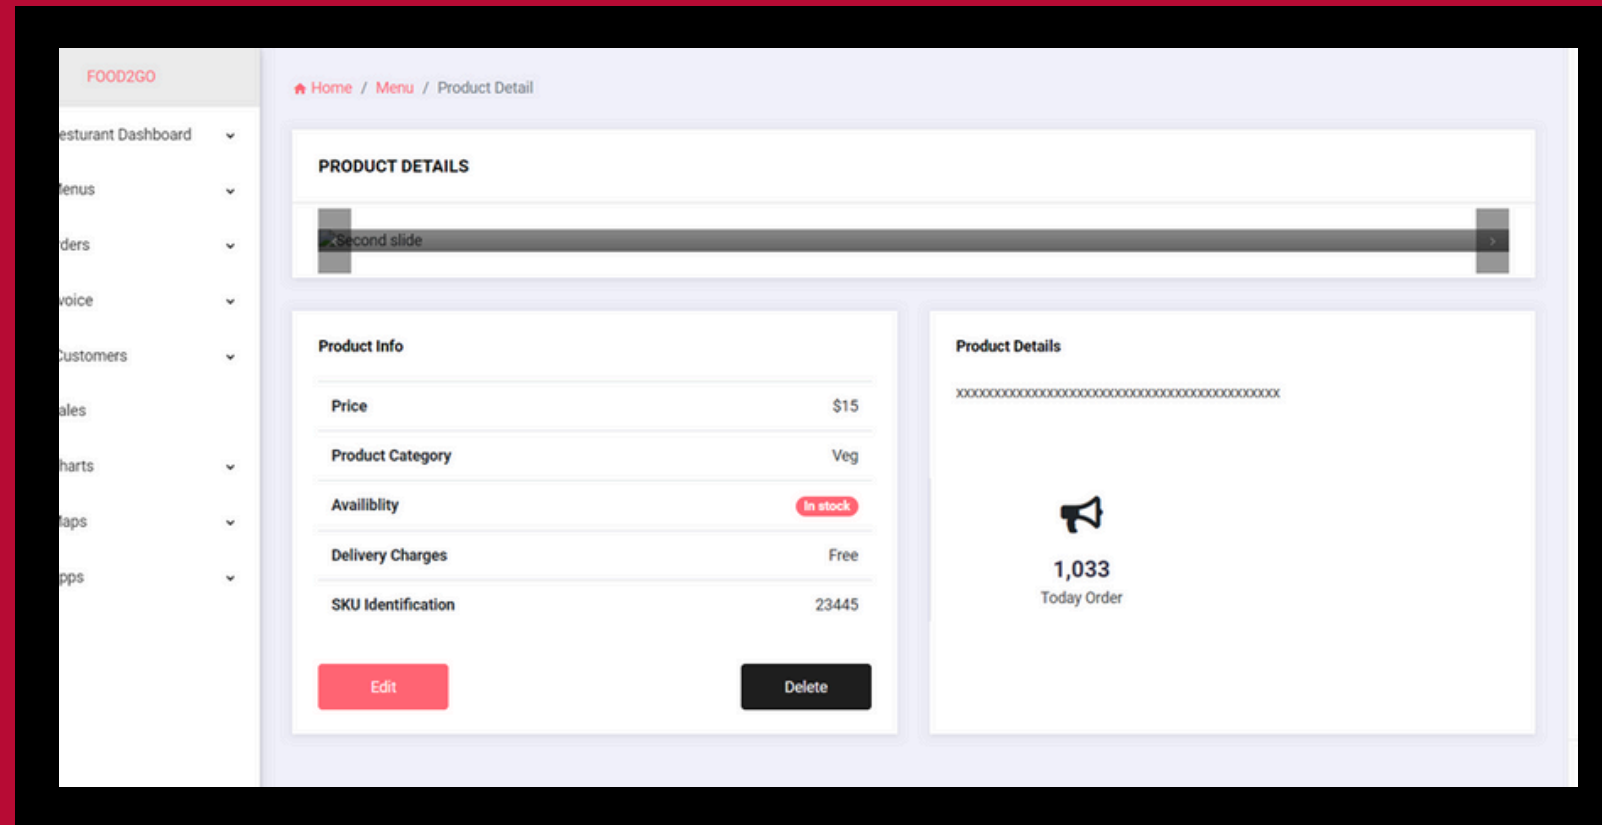 FOOD2GO
esturant Dashboard
enus
ders
voice
Customers
ales
harts
aps
pps
Home / Menu / Product Detail
PRODUCT DETAILS
Second slide
Product Info
Price $15
Product Category Veg
Availiblity In stock
Delivery Charges Free
SKU Identification 23445
Edit Delete
Product Details
xxxxxxxxxxxxxxxxxxxxxxxxxxxxxxxxxxxxxxxxxxxxxxxxxx
1,033
Today Order